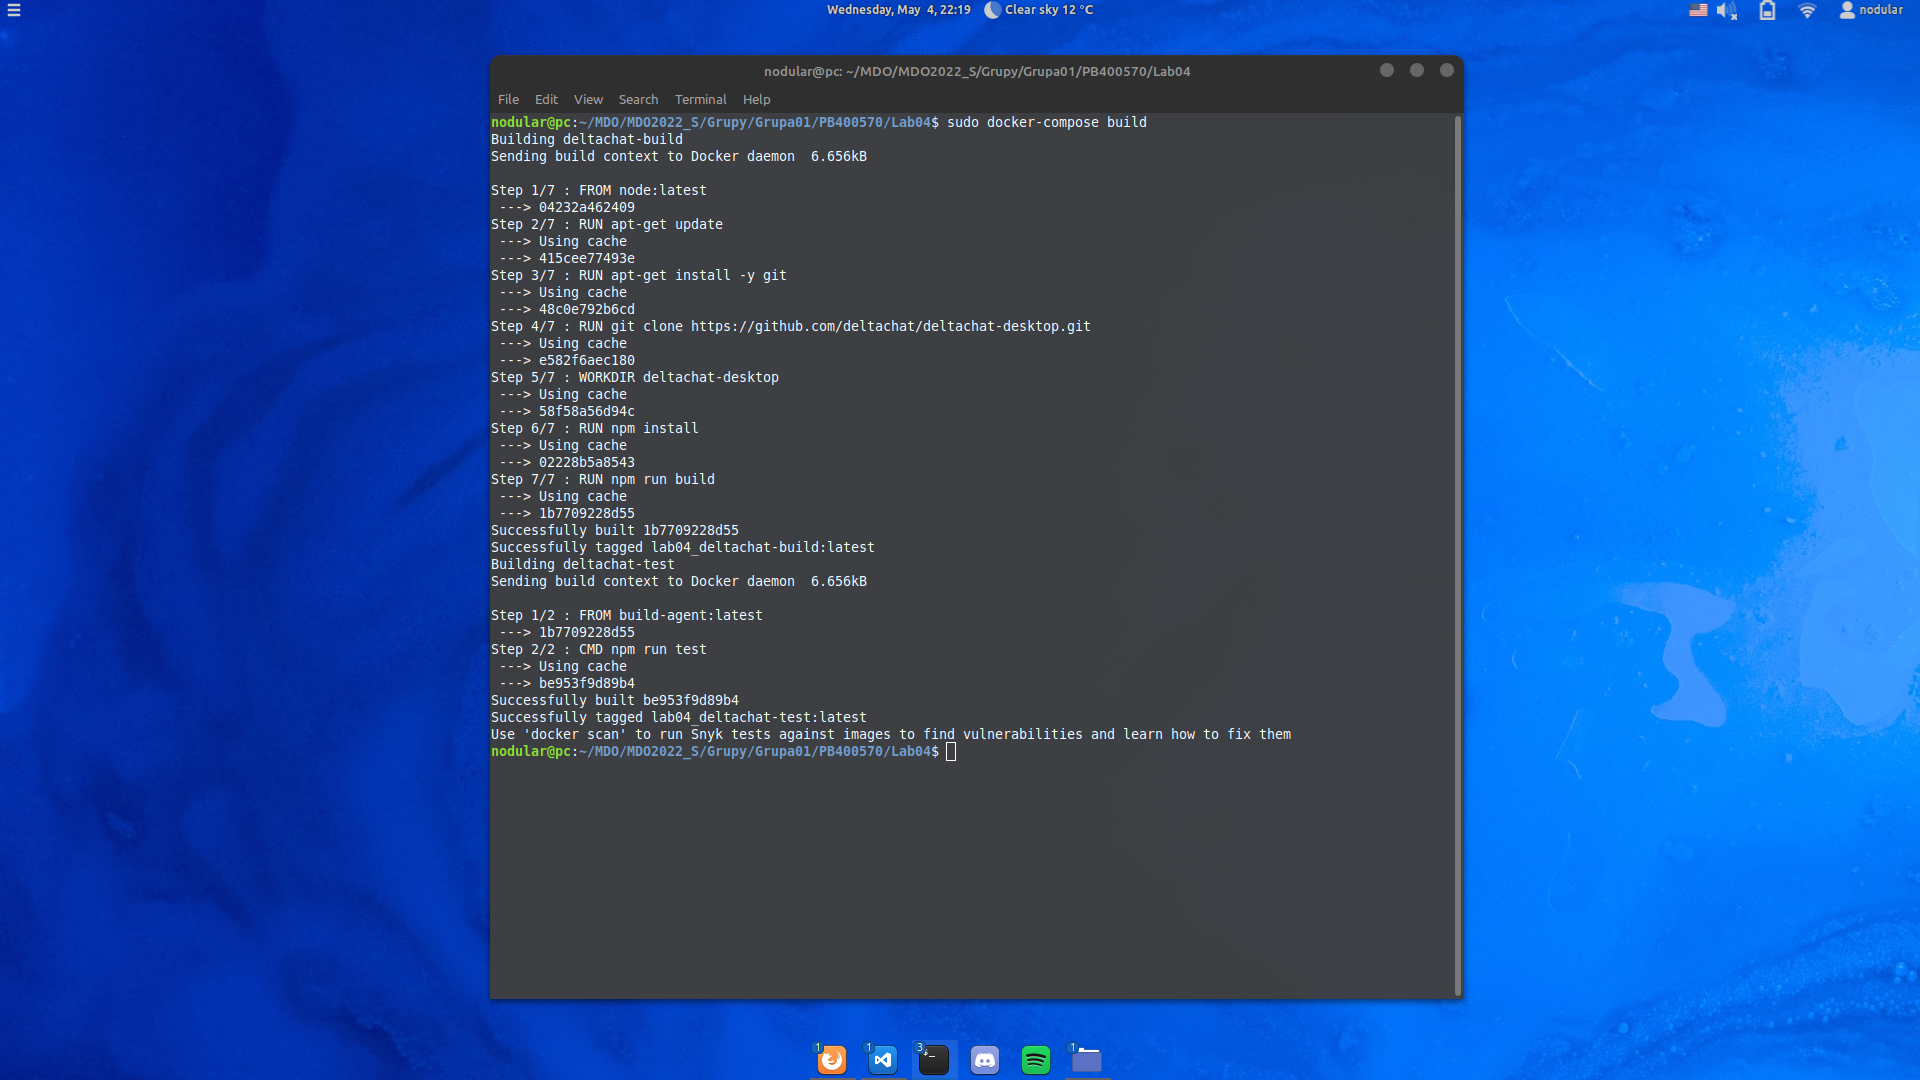 Wednesday, May  4, 22:19
Clear sky 12 °C
nodular
nodular@pc: ~/MDO/MDO2022_S/Grupy/Grupa01/PB400570/Lab04
File Edit View Search Terminal Help
nodular@pc:~/MDO/MDO2022_S/Grupy/Grupa01/PB400570/Lab04$ sudo docker-compose build
Building deltachat-build
Sending build context to Docker daemon  6.656kB
Step 1/7 : FROM node:latest
 ---> 04232a462409
Step 2/7 : RUN apt-get update
 ---> Using cache
 ---> 415cee77493e
Step 3/7 : RUN apt-get install -y git
 ---> Using cache
 ---> 48c0e792b6cd
Step 4/7 : RUN git clone https://github.com/deltachat/deltachat-desktop.git
 ---> Using cache
 ---> e582f6aec180
Step 5/7 : WORKDIR deltachat-desktop
 ---> Using cache
 ---> 58f58a56d94c
Step 6/7 : RUN npm install
 ---> Using cache
 ---> 02228b5a8543
Step 7/7 : RUN npm run build
 ---> Using cache
 ---> 1b7709228d55
Successfully built 1b7709228d55
Successfully tagged lab04_deltachat-build:latest
Building deltachat-test
Sending build context to Docker daemon  6.656kB
Step 1/2 : FROM build-agent:latest
 ---> 1b7709228d55
Step 2/2 : CMD npm run test
 ---> Using cache
 ---> be953f9d89b4
Successfully built be953f9d89b4
Successfully tagged lab04_deltachat-test:latest
Use 'docker scan' to run Snyk tests against images to find vulnerabilities and learn how to fix them
nodular@pc:~/MDO/MDO2022_S/Grupy/Grupa01/PB400570/Lab04$
1 1 3 1